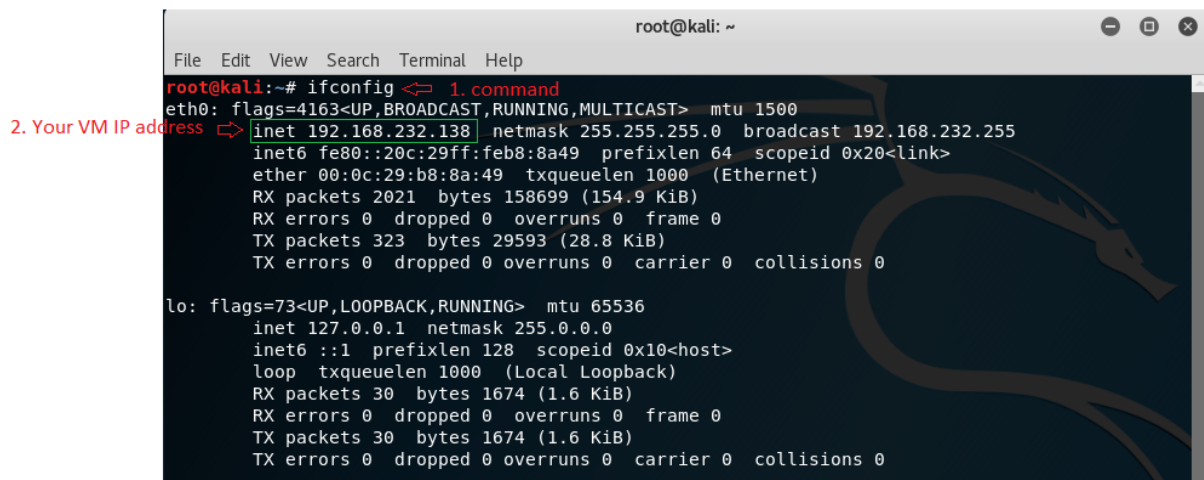 root@kali: ~
File Edit View Search Terminal Help
root@kali:~# ifconfig 1. command
eth0: flags=4163<UP,BROADCAST,RUNNING,MULTICAST>  mtu 1500
2. Your VM IP address inet 192.168.232.138  netmask 255.255.255.0  broadcast 192.168.232.255
inet6 fe80::20c:29ff:feb8:8a49  prefixlen 64  scopeid 0x20<link>
ether 00:0c:29:b8:8a:49  txqueuelen 1000  (Ethernet)
RX packets 2021  bytes 158699 (154.9 KiB)
RX errors 0  dropped 0  overruns 0  frame 0
TX packets 323  bytes 29593 (28.8 KiB)
TX errors 0  dropped 0 overruns 0  carrier 0  collisions 0
lo: flags=73<UP,LOOPBACK,RUNNING>  mtu 65536
inet 127.0.0.1  netmask 255.0.0.0
inet6 ::1  prefixlen 128  scopeid 0x10<host>
loop  txqueuelen 1000  (Local Loopback)
RX packets 30  bytes 1674 (1.6 KiB)
RX errors 0  dropped 0  overruns 0  frame 0
TX packets 30  bytes 1674 (1.6 KiB)
TX errors 0  dropped 0 overruns 0  carrier 0  collisions 0